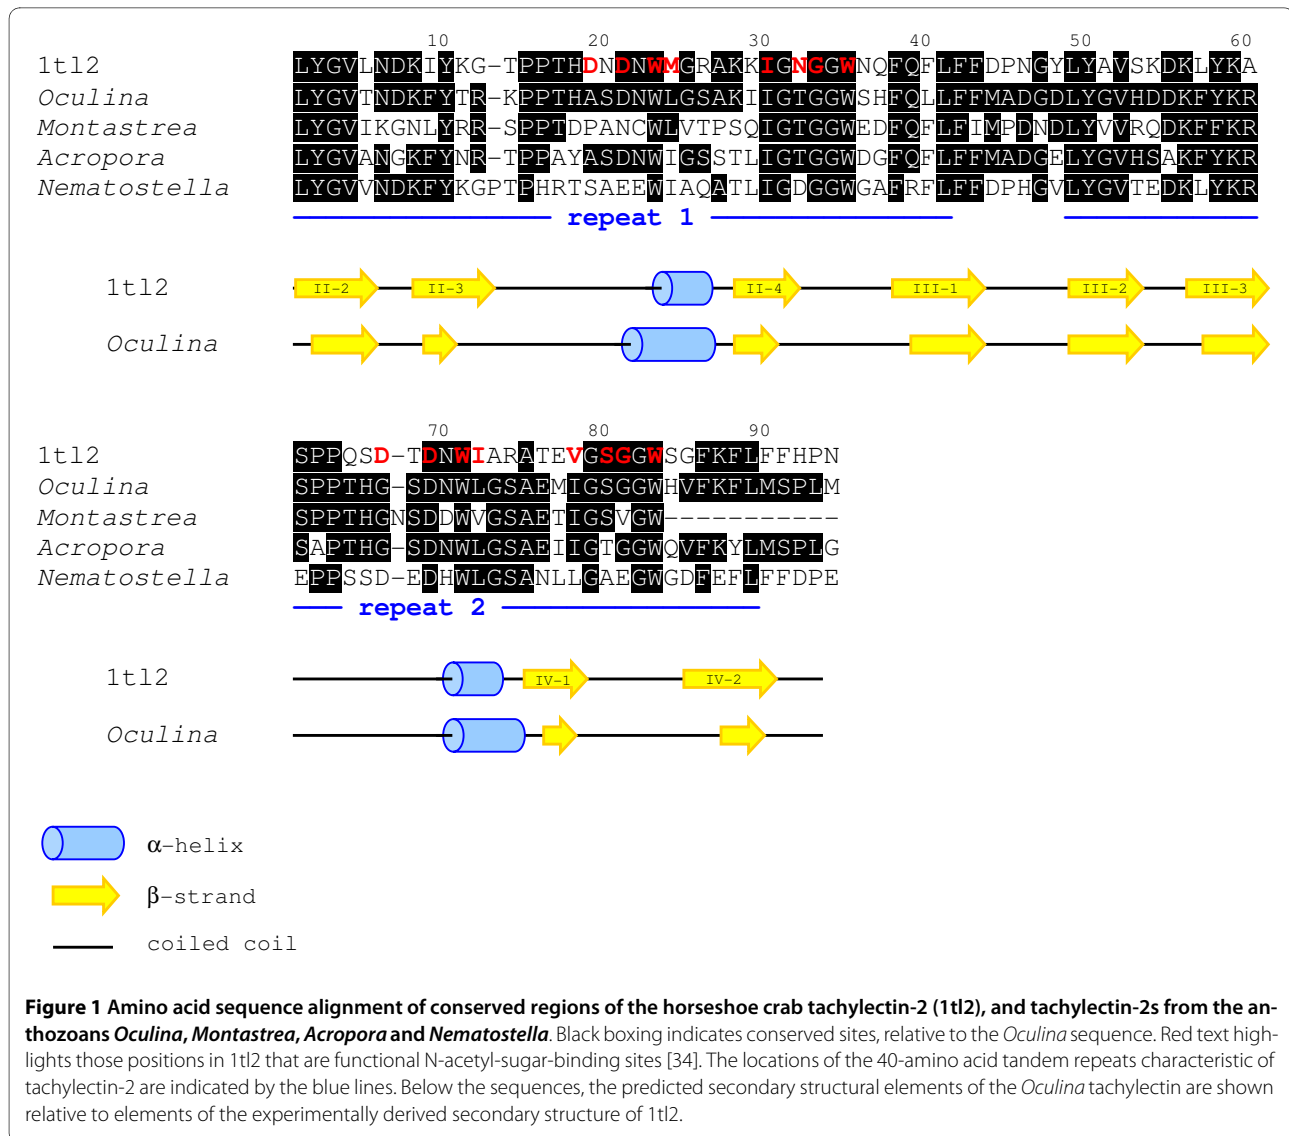 10 20 30 40 50 60
1tl2 LYGVLNDKIYKG-TPPTHDNDNWMGRAKKIGNGGWNQFQFLFFDPNGYLYAVSKDKLYKA
Oculina LYGVTNDKFYTR-KPPTHASDNWLGSAKIIGTGGWSHFQLLFFMADGDLYGVHDDKFYKR
Montastrea LYGVIKGNLYRR-SPPTDPANCWLVTPSQIGTGGWEDFQFLFIMPDNDLYVVRQDKFFKR
Acropora LYGVANGKFYNR-TPPAYASDNWIGSSTLIGTGGWDGFQFLFFMADGELYGVHSAKFYKR
Nematostella LYGVVNDKFYKGPTPHRTSAEEWIAQATLIGDGGWGAFRFLFFDPHGVLYGVTEDKLYKR
repeat 1
1tl2 II-2 II-3 II-4 III-1 III-2 III-3
Oculina
70 80 90
1tl2 SPPQSD-TDNWIARATEVGSGGWSGFKFLFFHPN
Oculina SPPTHG-SDNWLGSAEMIGSGGWHVFKFLMSPLM
Montastrea SPPTHGNSDDWVGSAETIGSVGW-----------
Acropora SAPTHG-SDNWLGSAEIIGTGGWQVFKYLMSPLG
Nematostella EPPSSD-EDHWLGSANLLGAEGWGDFEFLFFDPE
repeat 2
1tl2 IV-1 IV-2
Oculina
α-helix
β-strand
coiled coil
Figure 1 Amino acid sequence alignment of conserved regions of the horseshoe crab tachylectin-2 (1tl2), and tachylectin-2s from the an-
thozoans Oculina, Montastrea, Acropora and Nematostella. Black boxing indicates conserved sites, relative to the Oculina sequence. Red text high-
lights those positions in 1tl2 that are functional N-acetyl-sugar-binding sites [34]. The locations of the 40-amino acid tandem repeats characteristic of
tachylectin-2 are indicated by the blue lines. Below the sequences, the predicted secondary structural elements of the Oculina tachylectin are shown
relative to elements of the experimentally derived secondary structure of 1tl2.